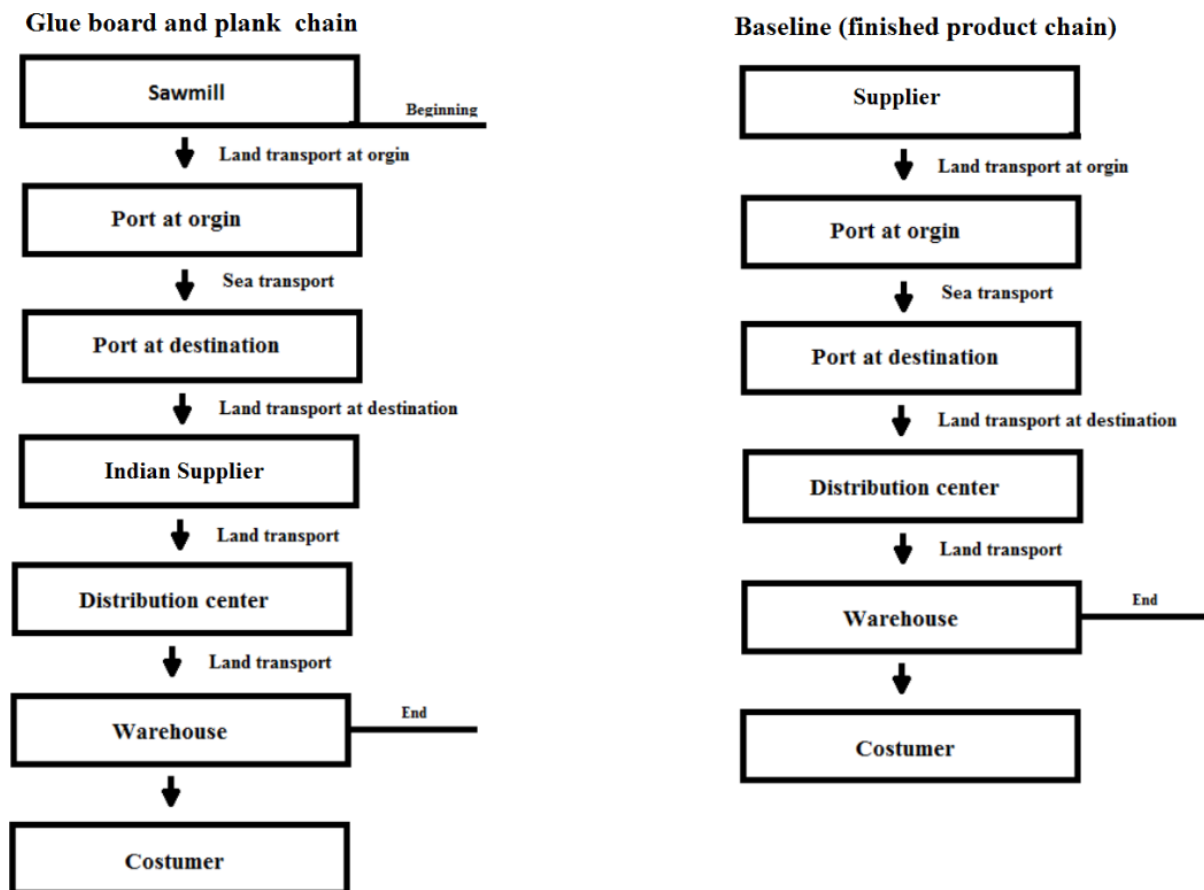 Glue board and plank chain
Sawmill
Beginning
Land transport at orgin
Port at orgin
Sea transport
Port at destination
Land transport at destination
Indian Supplier
Land transport
Distribution center
Land transport
Warehouse
End
Costumer
Baseline (finished product chain)
Supplier
Land transport at orgin
Port at orgin
Sea transport
Port at destination
Land transport at destination
Distribution center
Land transport
Warehouse
End
Costumer